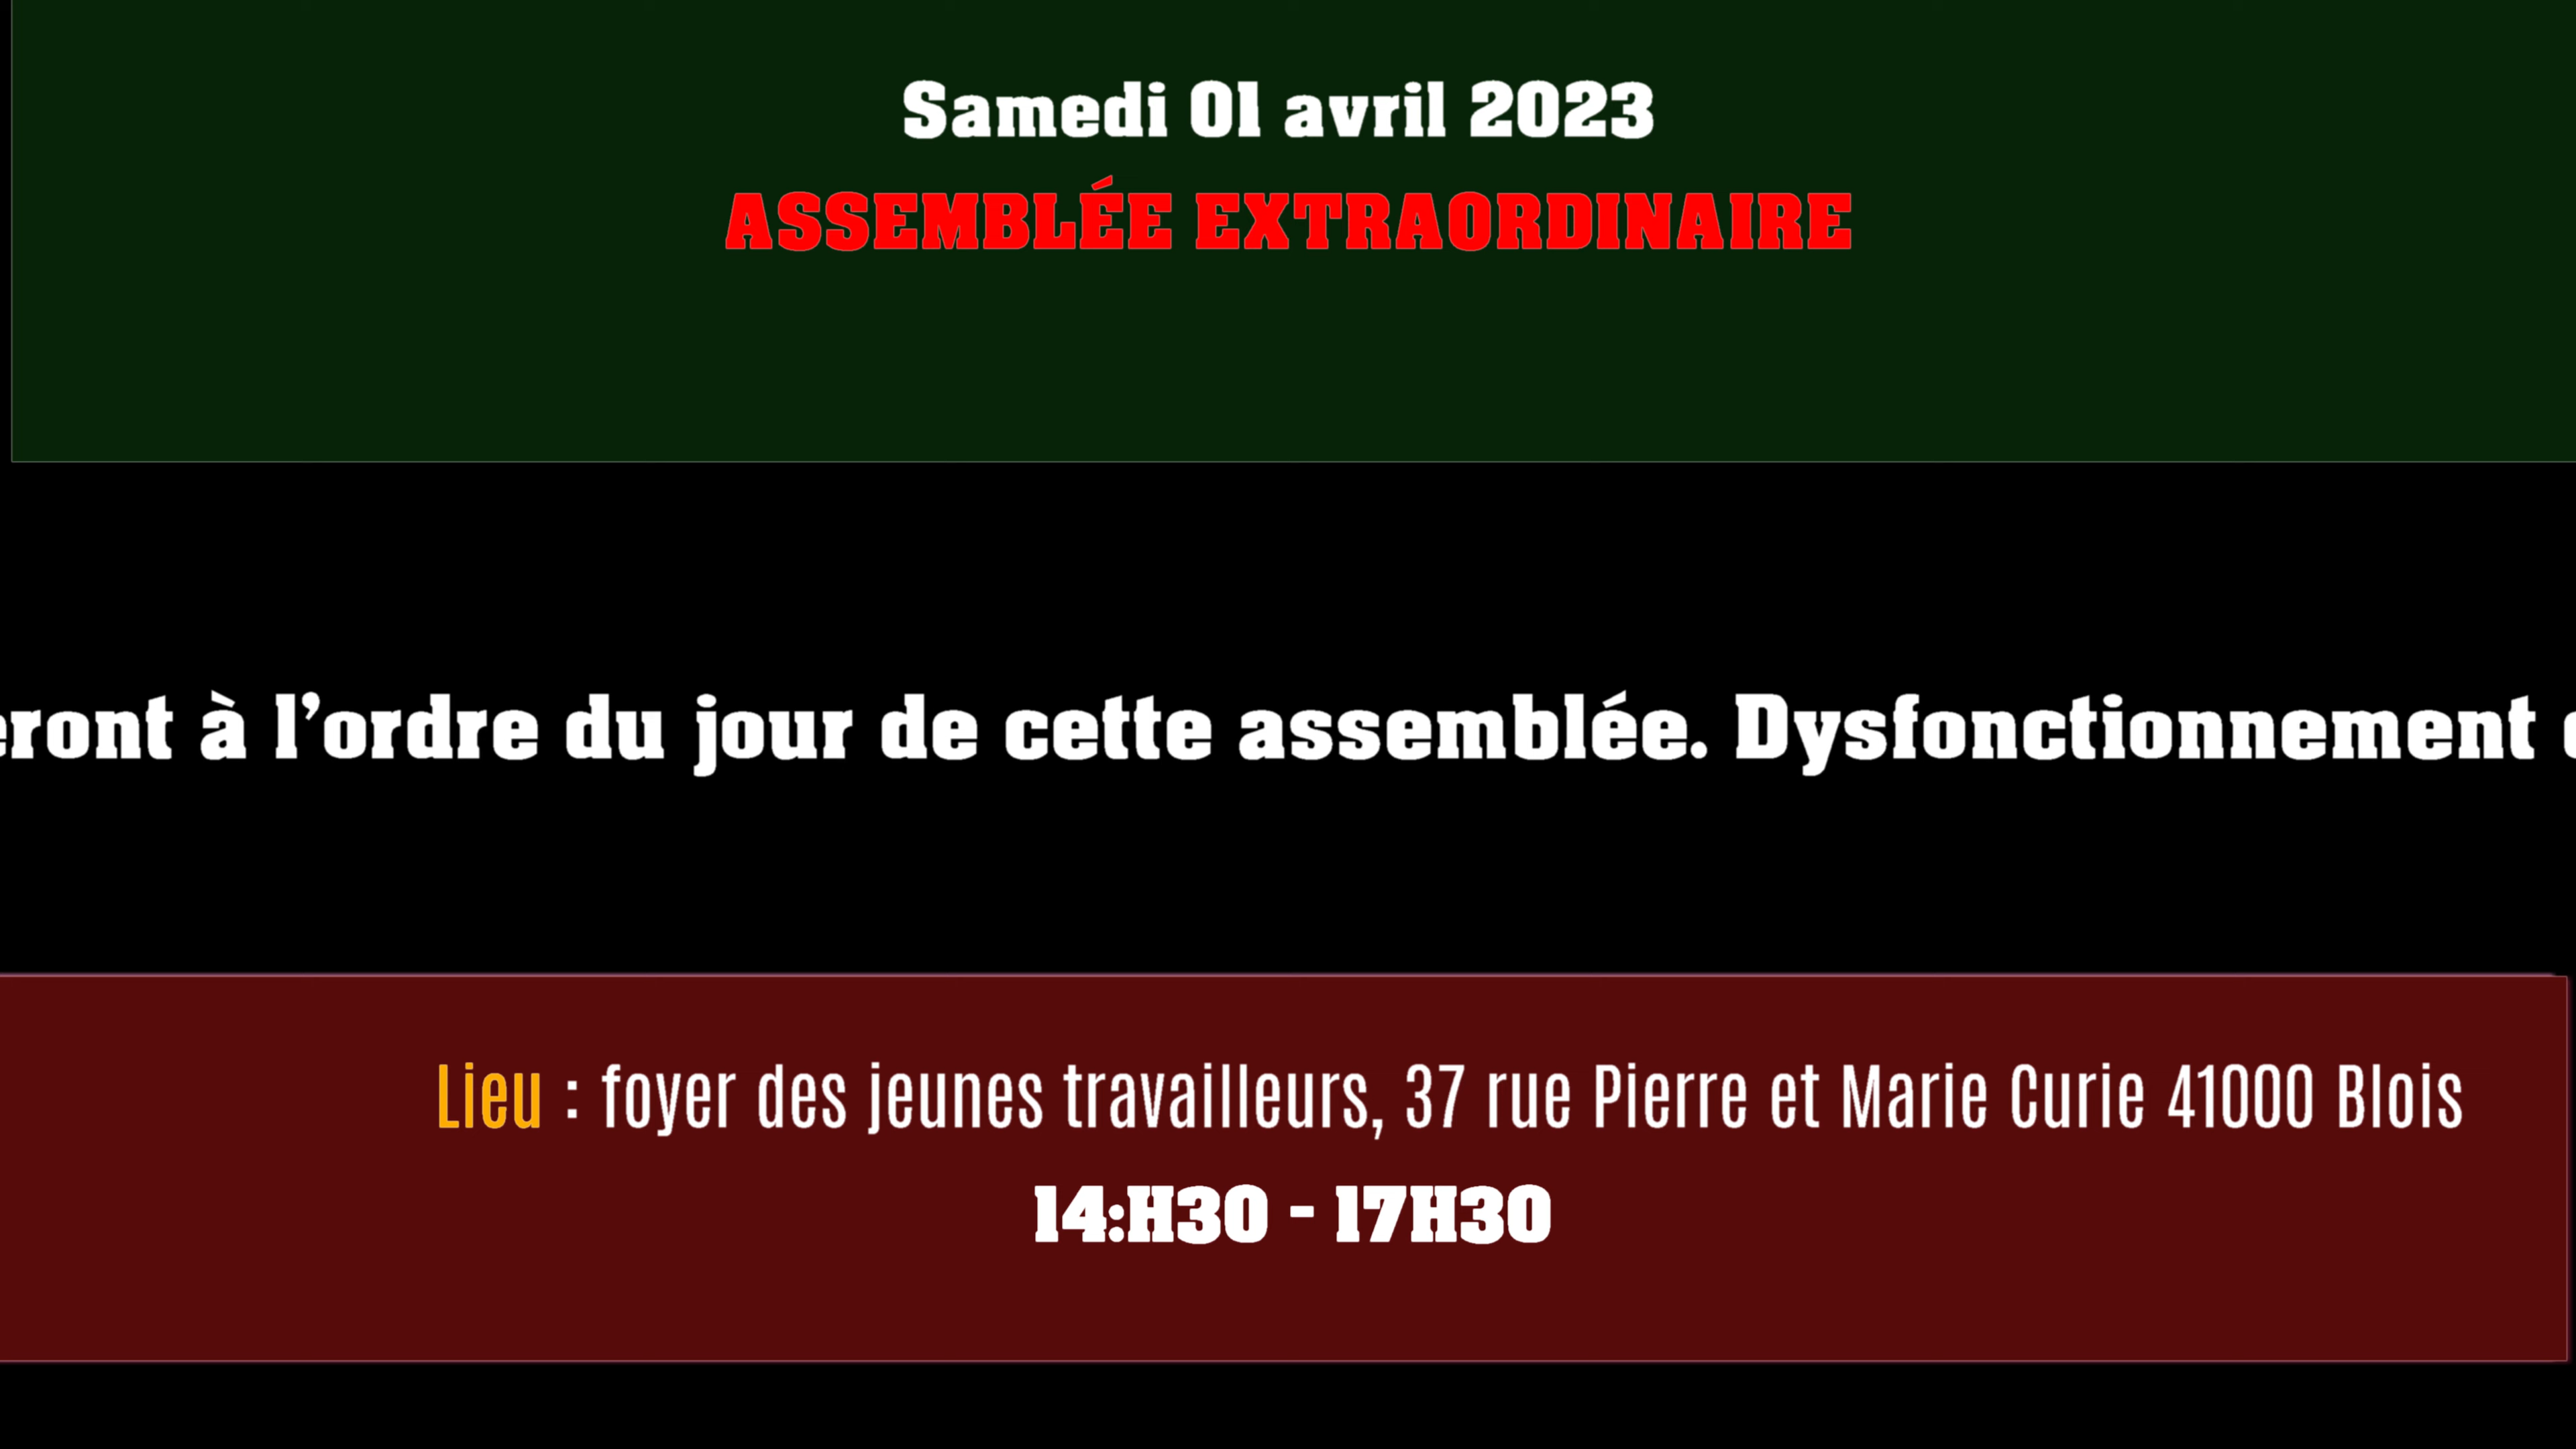 Samedi 01 avril 2023
ASSEMBLÉE EXTRAORDINAIRE
à l’ordre du jour de cette assemblée. Dysfonctionnement
Lieu : foyer des jeunes travailleurs, 37 rue Pierre et Marie Curie 41000 Blois
14:H30 - 17H30